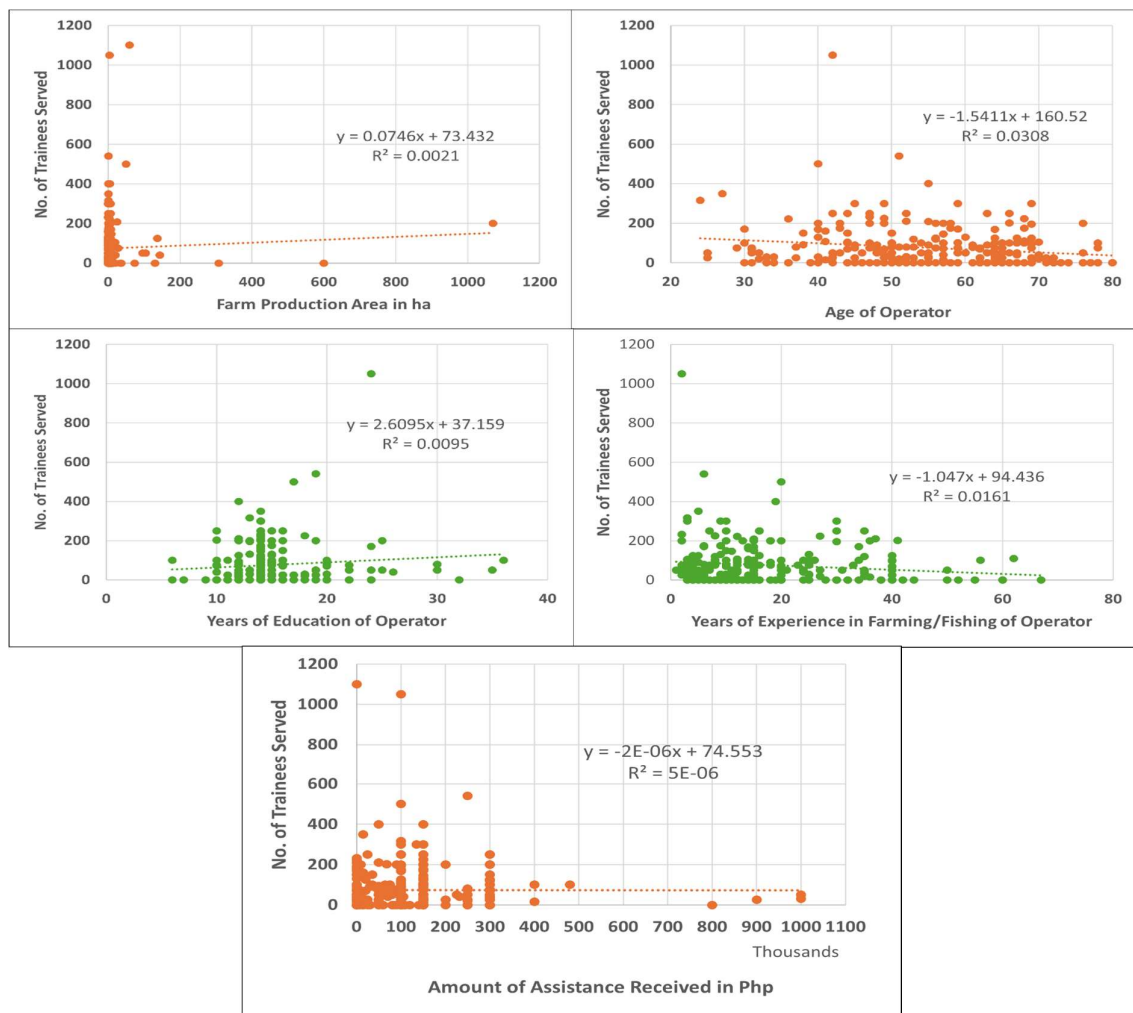 1200
1000
800
600
400
200
0
No. of Trainees Served
y = 0.0746x + 73.432
R² = 0.0021
0 200 400 600 800 1000 1200
Farm Production Area in ha
1200
1000
800
600
400
200
0
No. of Trainees Served
y = -1.5411x + 160.52
R² = 0.0308
20 30 40 50 60 70 80
Age of Operator
1200
1000
800
600
400
200
0
No. of Trainees Served
y = 2.6095x + 37.159
R² = 0.0095
0 10 20 30 40
Years of Education of Operator
1200
1000
800
600
400
200
0
No. of Trainees Served
y = -1.047x + 94.436
R² = 0.0161
0 20 40 60 80
Years of Experience in Farming/Fishing of Operator
1200
1000
800
600
400
200
0
No. of Trainees Served
y = -2E-06x + 74.553
R² = 5E-06
0 100 200 300 400 500 600 700 800 900 1000 1100
Thousands
Amount of Assistance Received in Php